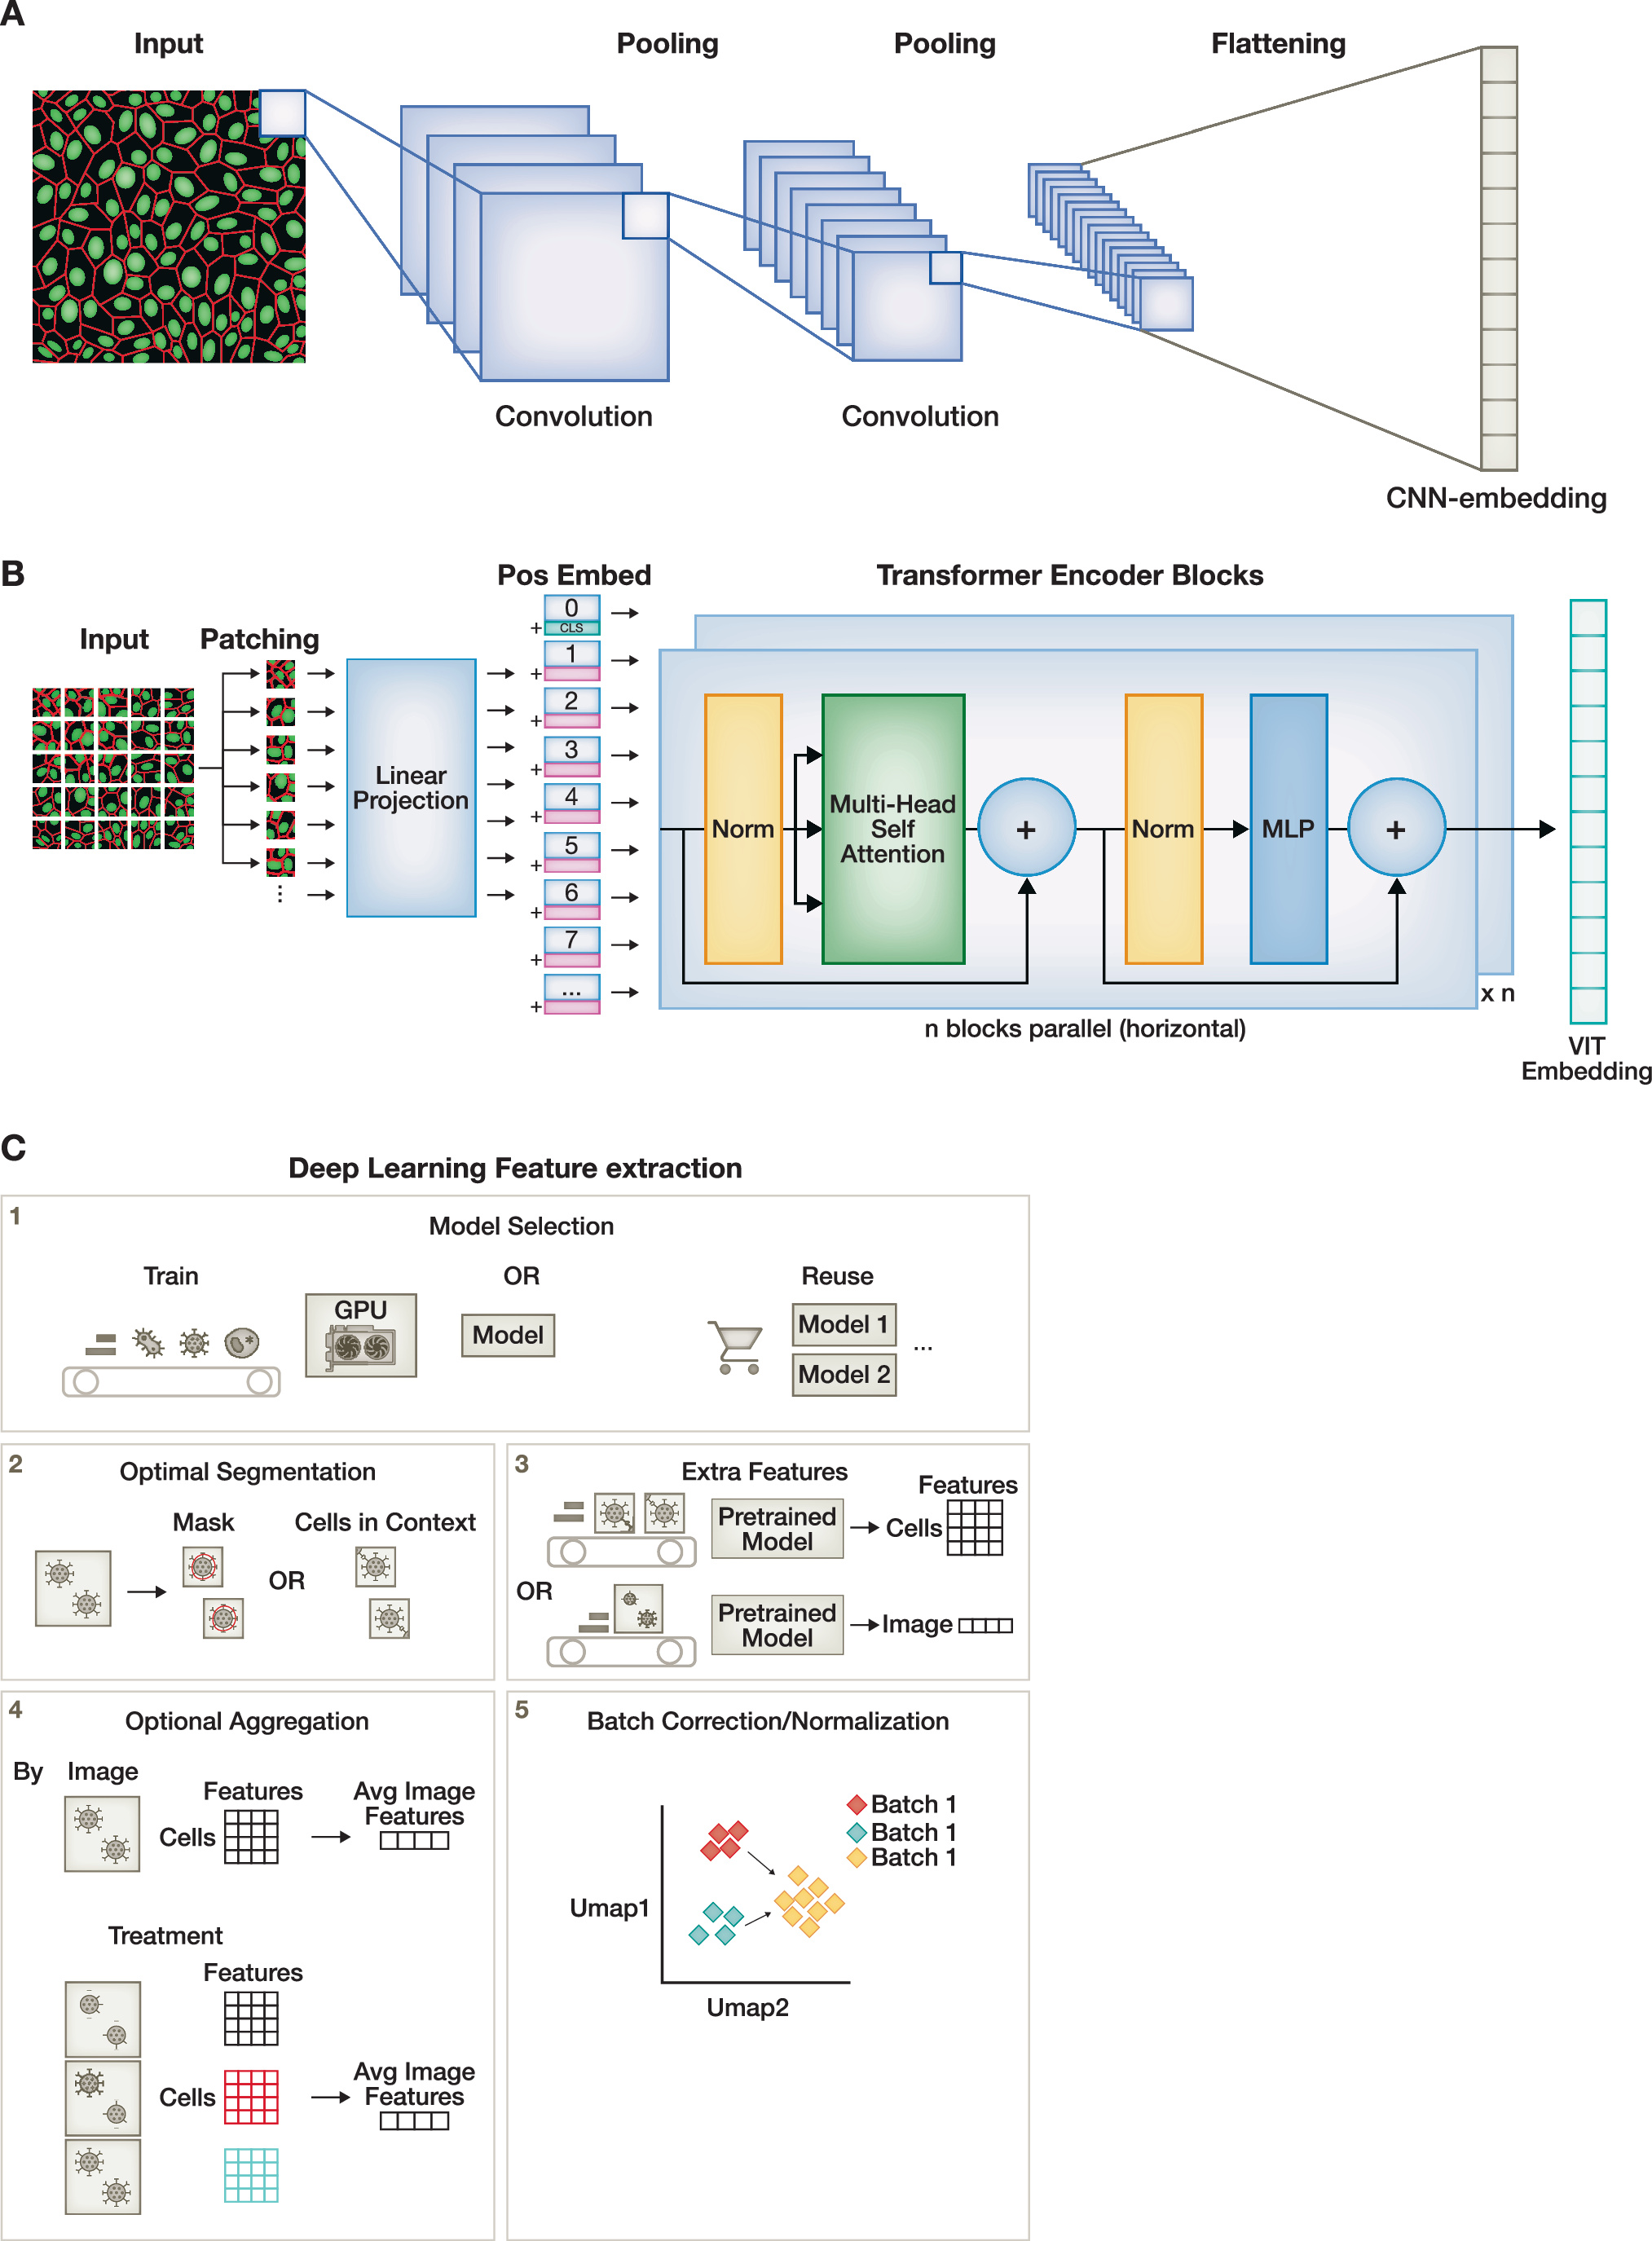 A
Input
Pooling
Pooling
Flattening
Convolution
Convolution
CNN-embedding
B
Input
Patching
Pos Embed
Transformer Encoder Blocks
Linear
Projection
0
+ CLS
1
+
2
+
3
+
4
+
5
+
6
+
7
+
...
+
⋮
Norm
Multi-Head
Self
Attention
+
Norm
MLP
+
x n
n blocks parallel (horizontal)
VIT
Embedding
C
Deep Learning Feature extraction
1
Model Selection
Train
OR
Reuse
GPU
Model
Model 1
Model 2
...
2
Optimal Segmentation
Mask
OR
Cells in Context
3
Extra Features
Features
Pretrained
Model
Cells
OR
Pretrained
Model
Image
4
Optional Aggregation
By Image
Features
Cells
Avg Image
Features
Treatment
Features
Cells
Avg Image
Features
5
Batch Correction/Normalization
Batch 1
Batch 1
Batch 1
Umap1
Umap2